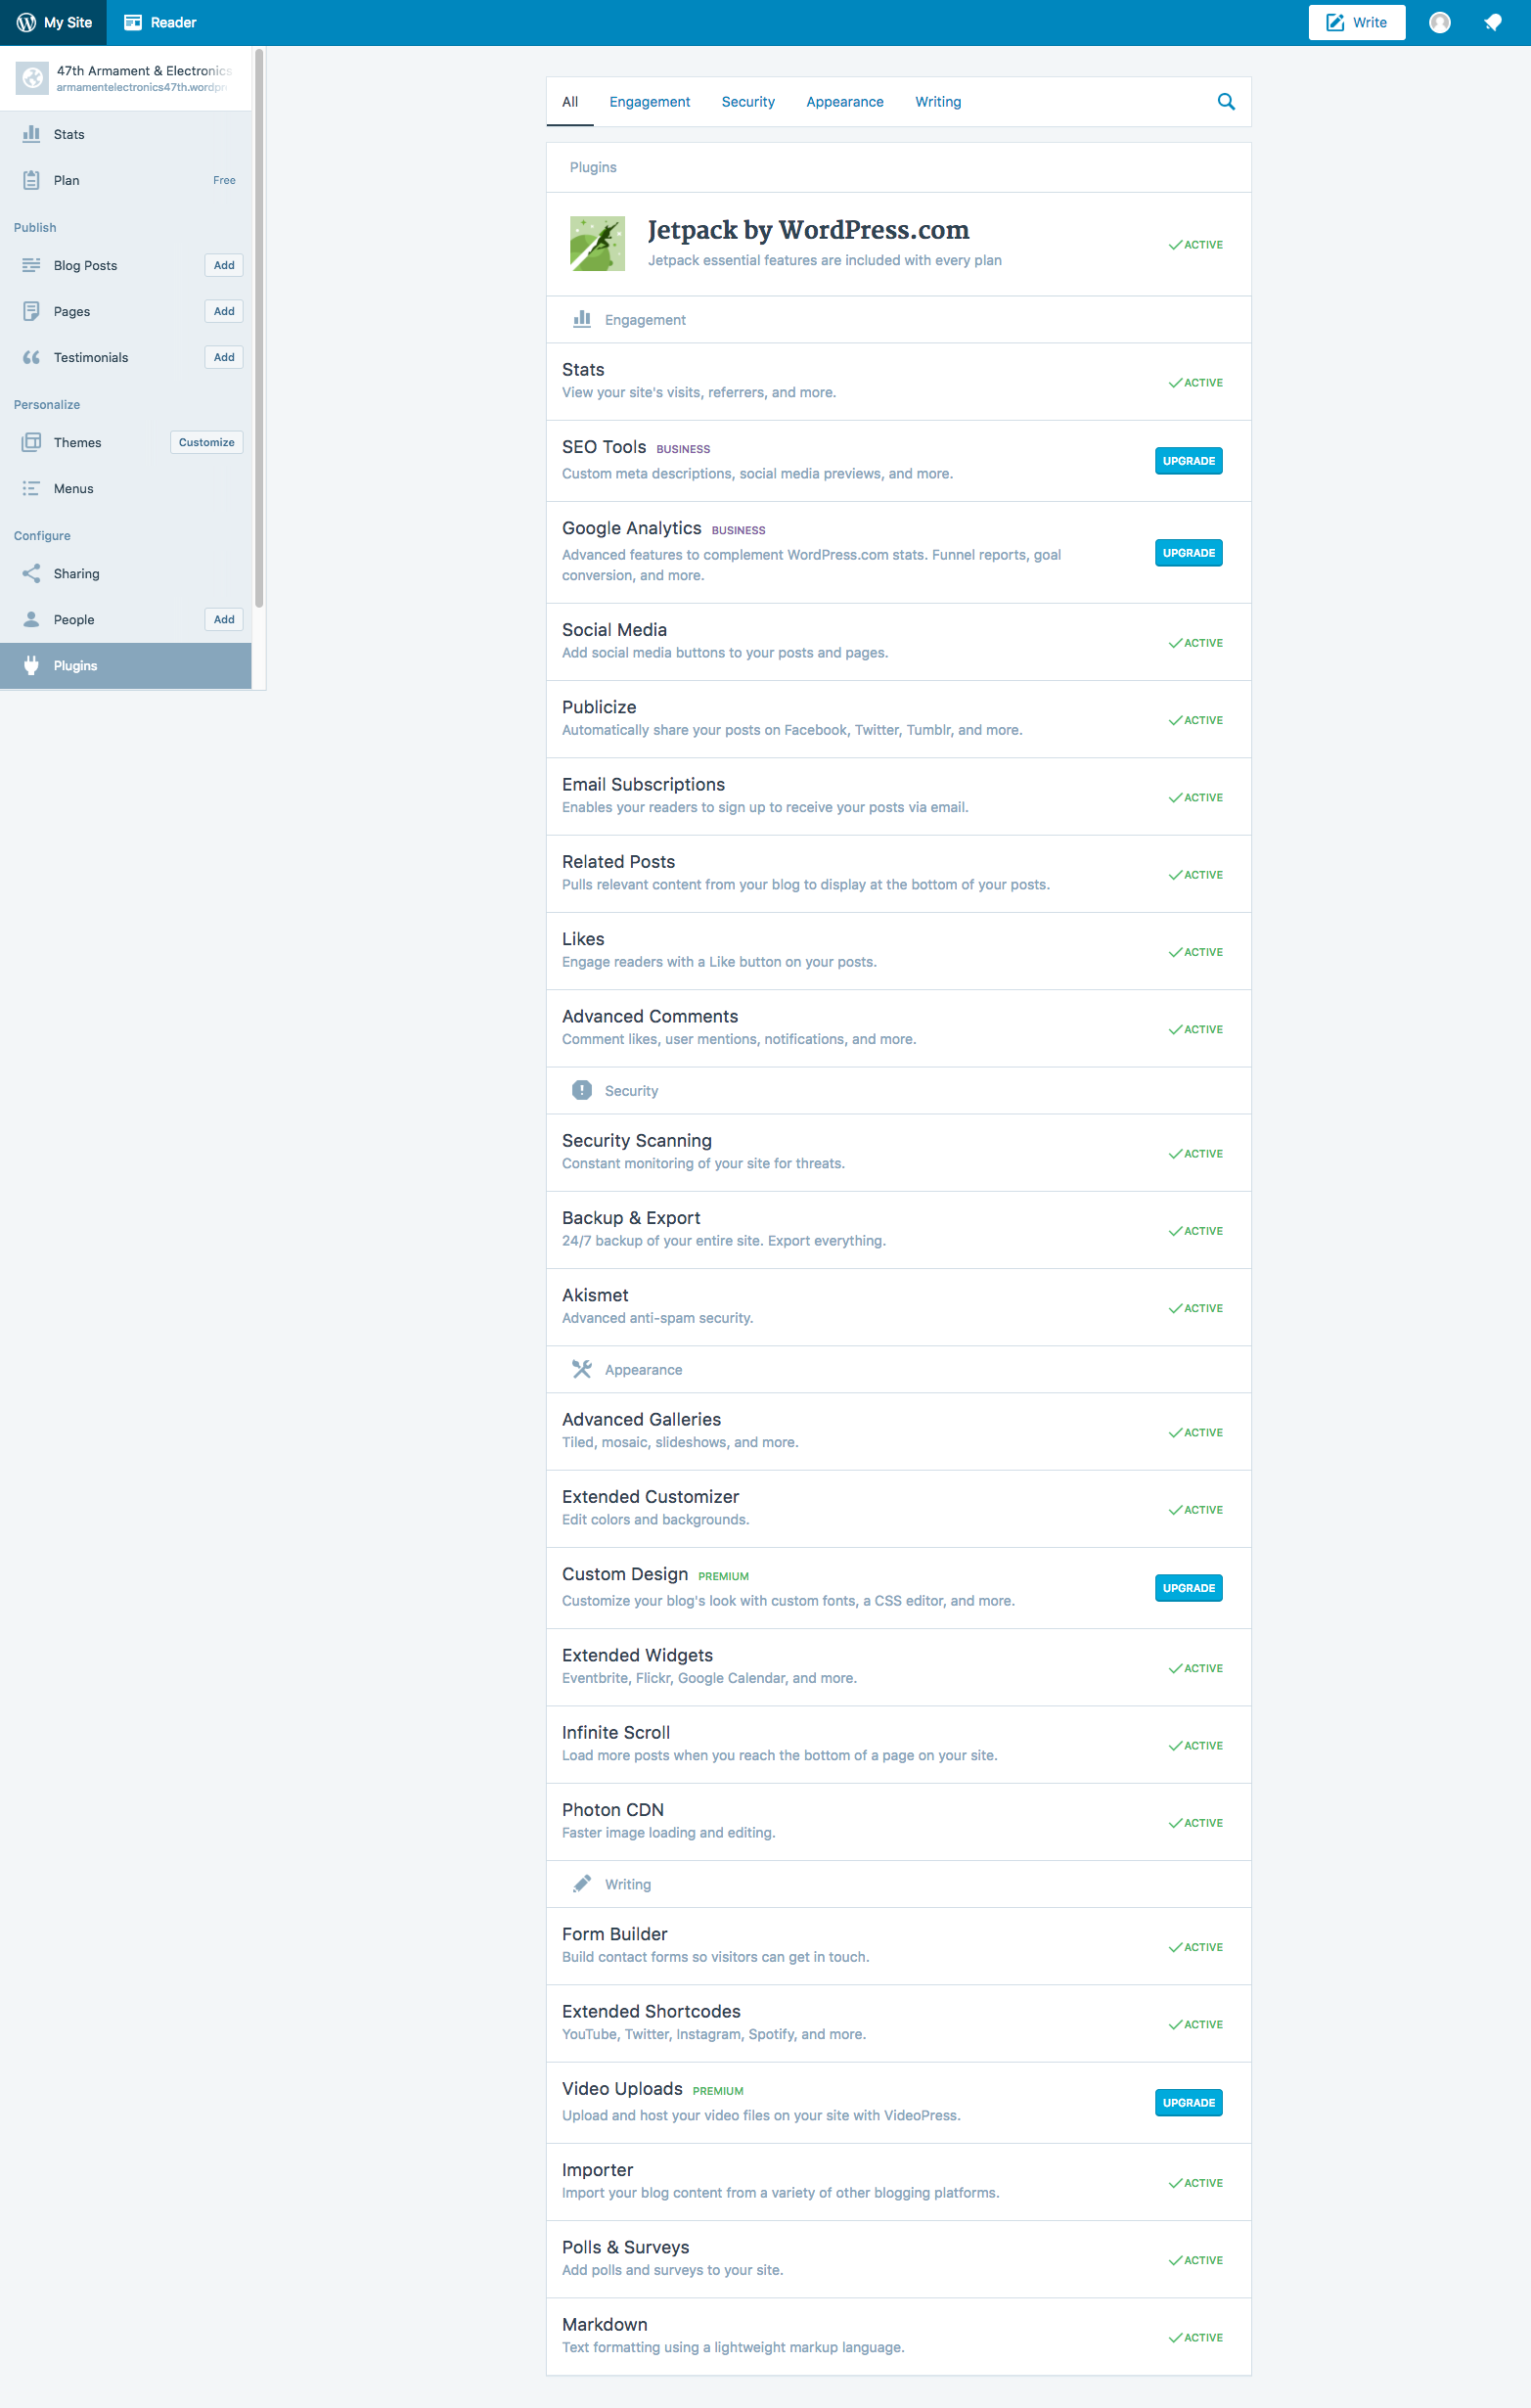 My Site
Reader
Write
47th Armament & Electronics
armamentelectronics47th.wordpr
Stats
Plan
Free
Publish
Blog Posts
Add
Pages
Add
Testimonials
Add
Personalize
Themes
Customize
Menus
Configure
Sharing
People
Add
Plugins
All
Engagement
Security
Appearance
Writing
Plugins
Jetpack by WordPress.com
Jetpack essential features are included with every plan
ACTIVE
Engagement
Stats
View your site's visits, referrers, and more.
ACTIVE
SEO Tools BUSINESS
Custom meta descriptions, social media previews, and more.
UPGRADE
Google Analytics BUSINESS
Advanced features to complement WordPress.com stats. Funnel reports, goal
conversion, and more.
UPGRADE
Social Media
Add social media buttons to your posts and pages.
ACTIVE
Publicize
Automatically share your posts on Facebook, Twitter, Tumblr, and more.
ACTIVE
Email Subscriptions
Enables your readers to sign up to receive your posts via email.
ACTIVE
Related Posts
Pulls relevant content from your blog to display at the bottom of your posts.
ACTIVE
Likes
Engage readers with a Like button on your posts.
ACTIVE
Advanced Comments
Comment likes, user mentions, notifications, and more.
ACTIVE
Security
Security Scanning
Constant monitoring of your site for threats.
ACTIVE
Backup & Export
24/7 backup of your entire site. Export everything.
ACTIVE
Akismet
Advanced anti-spam security.
ACTIVE
Appearance
Advanced Galleries
Tiled, mosaic, slideshows, and more.
ACTIVE
Extended Customizer
Edit colors and backgrounds.
ACTIVE
Custom Design PREMIUM
Customize your blog's look with custom fonts, a CSS editor, and more.
UPGRADE
Extended Widgets
Eventbrite, Flickr, Google Calendar, and more.
ACTIVE
Infinite Scroll
Load more posts when you reach the bottom of a page on your site.
ACTIVE
Photon CDN
Faster image loading and editing.
ACTIVE
Writing
Form Builder
Build contact forms so visitors can get in touch.
ACTIVE
Extended Shortcodes
YouTube, Twitter, Instagram, Spotify, and more.
ACTIVE
Video Uploads PREMIUM
Upload and host your video files on your site with VideoPress.
UPGRADE
Importer
Import your blog content from a variety of other blogging platforms.
ACTIVE
Polls & Surveys
Add polls and surveys to your site.
ACTIVE
Markdown
Text formatting using a lightweight markup language.
ACTIVE